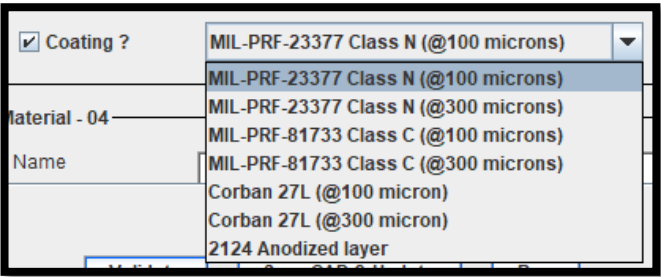 Coating ?
MIL-PRF-23377 Class N (@100 microns)
MIL-PRF-23377 Class N (@100 microns)
MIL-PRF-23377 Class N (@300 microns)
Material - 04
MIL-PRF-81733 Class C (@100 microns)
Name
MIL-PRF-81733 Class C (@300 microns)
Corban 27L (@100 micron)
Corban 27L (@300 micron)
2124 Anodized layer